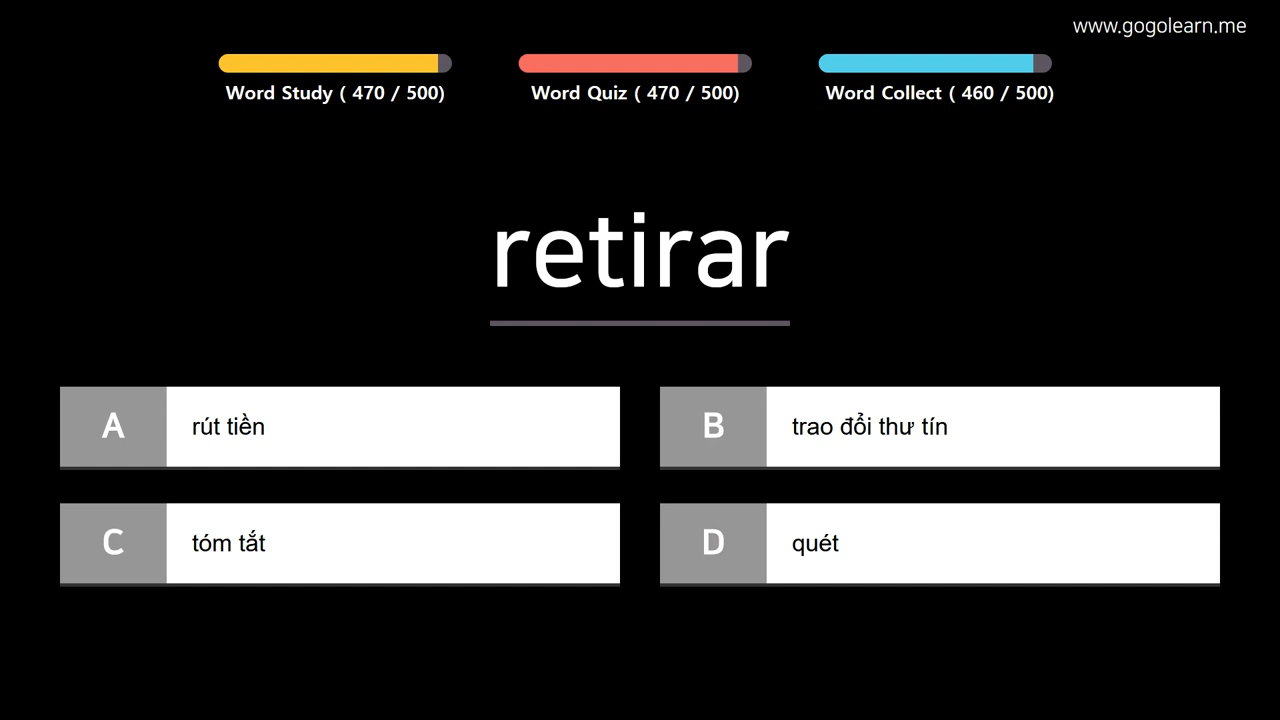 www.gogolearn.me
Word Study ( 470 / 500)
Word Quiz ( 470 / 500)
Word Collect ( 460 / 500)
retirar
A
rút tiền
B
trao đổi thư tín
C
tóm tắt
D
quét